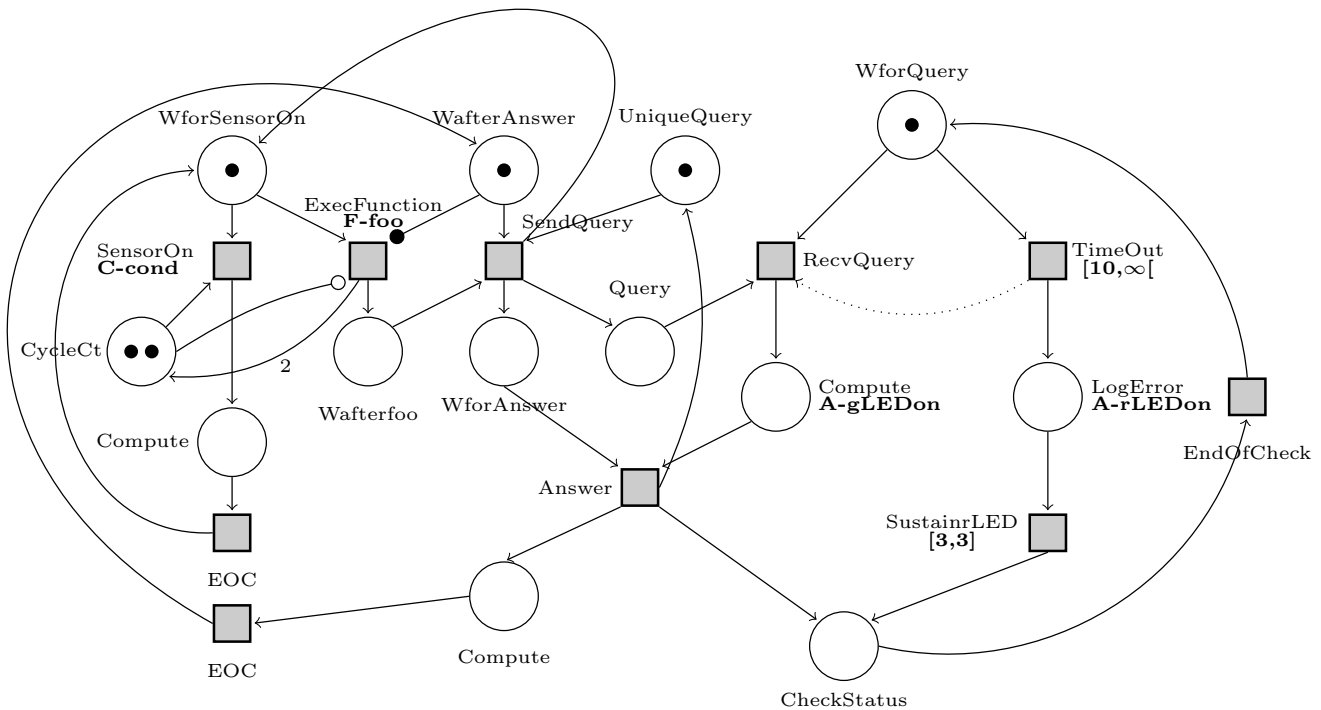 WforQuery
WforSensorOn
WafterAnswer
UniqueQuery
ExecFunction
F-foo
SendQuery
SensorOn
C-cond
RecvQuery
TimeOut
[10,∞[
Query
CycleCt
2
Wafterfoo
WforAnswer
Compute
A-gLEDon
LogError
A-rLEDon
Compute
EndOfCheck
Answer
SustainrLED
[3,3]
EOC
Compute
EOC
CheckStatus